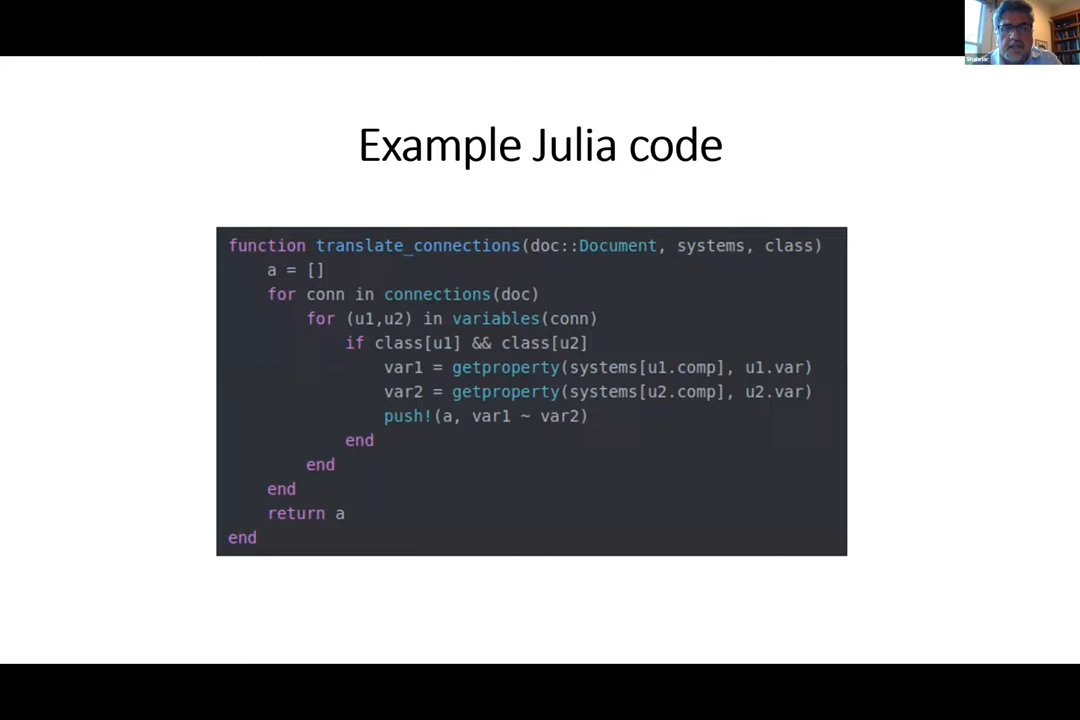 Shahriar
Example Julia code
function translate_connections(doc::Document, systems, class)
    a = []
    for conn in connections(doc)
        for (u1,u2) in variables(conn)
            if class[u1] && class[u2]
                var1 = getproperty(systems[u1.comp], u1.var)
                var2 = getproperty(systems[u2.comp], u2.var)
                push!(a, var1 ~ var2)
            end
        end
    end
    return a
end